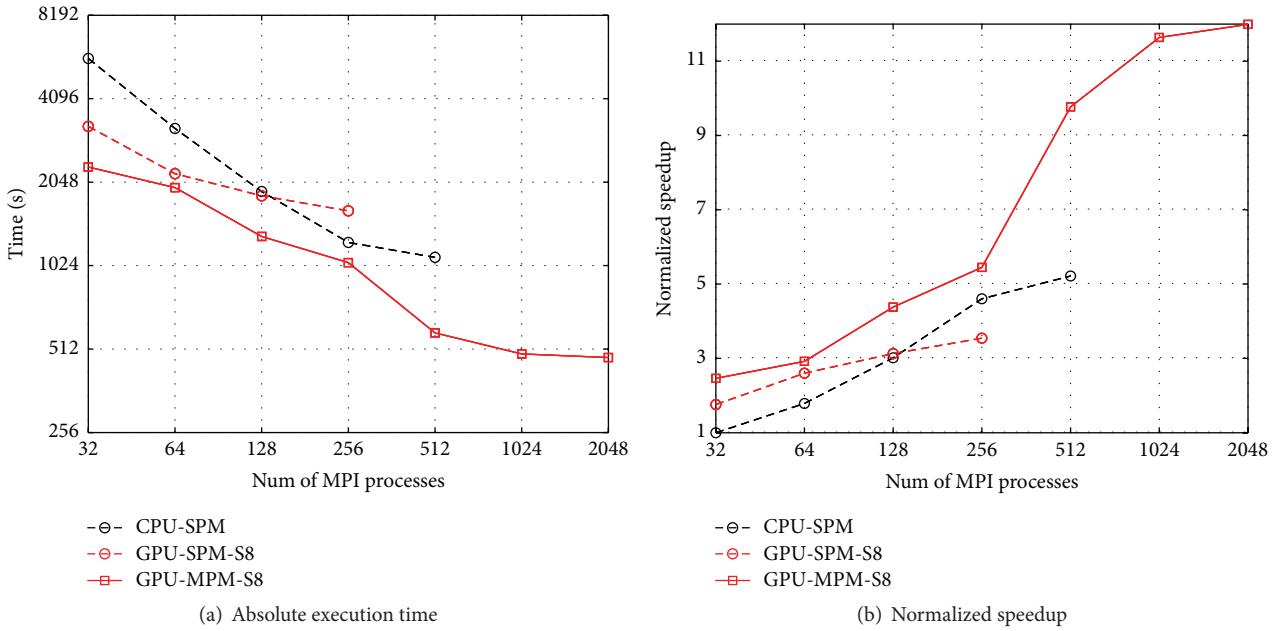 8192
4096
2048
1024
512
256
Time (s)
32 64 128 256 512 1024 2048
Num of MPI processes
CPU-SPM
GPU-SPM-S8
GPU-MPM-S8
(a) Absolute execution time
11
9
7
5
3
1
Normalized speedup
32 64 128 256 512 1024 2048
Num of MPI processes
CPU-SPM
GPU-SPM-S8
GPU-MPM-S8
(b) Normalized speedup